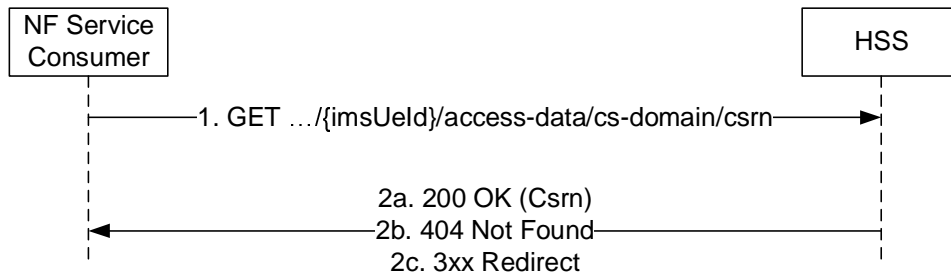 NF Service
Consumer
HSS
1. GET …/{imsUeId}/access-data/cs-domain/csrn
2a. 200 OK (Csrn)
2b. 404 Not Found
2c. 3xx Redirect